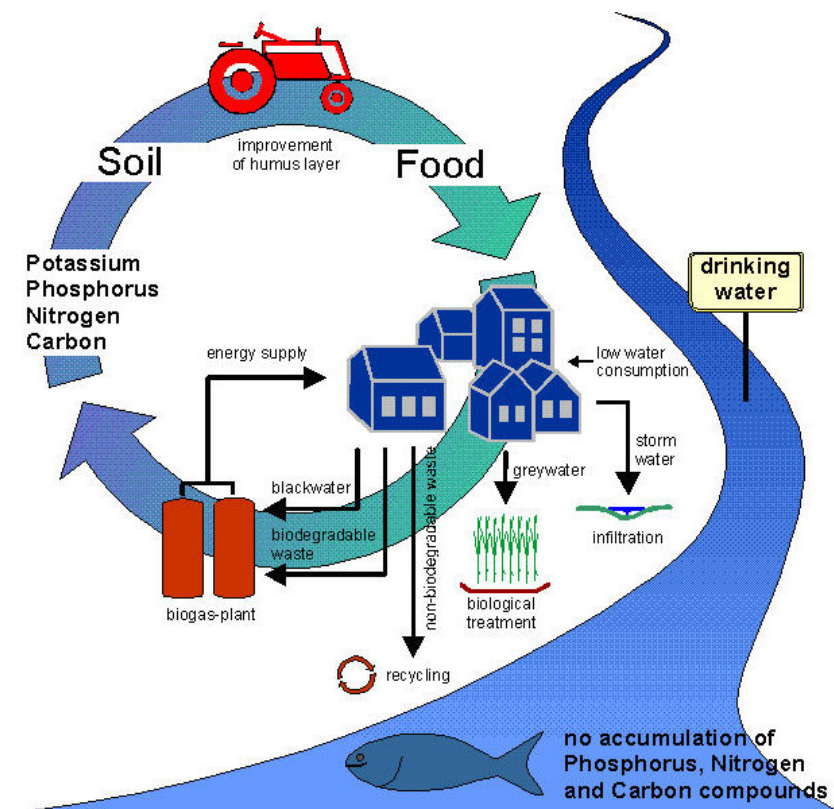 improvement
of humus layer
Soil
Food
Potassium
Phosphorus
Nitrogen
Carbon
drinking
water
energy supply
low water
consumption
storm
water
greywater
blackwater
biodegradable
waste
non-biodegradable waste
infiltration
biological
treatment
biogas-plant
recycling
no accumulation of
Phosphorus, Nitrogen
and Carbon compounds